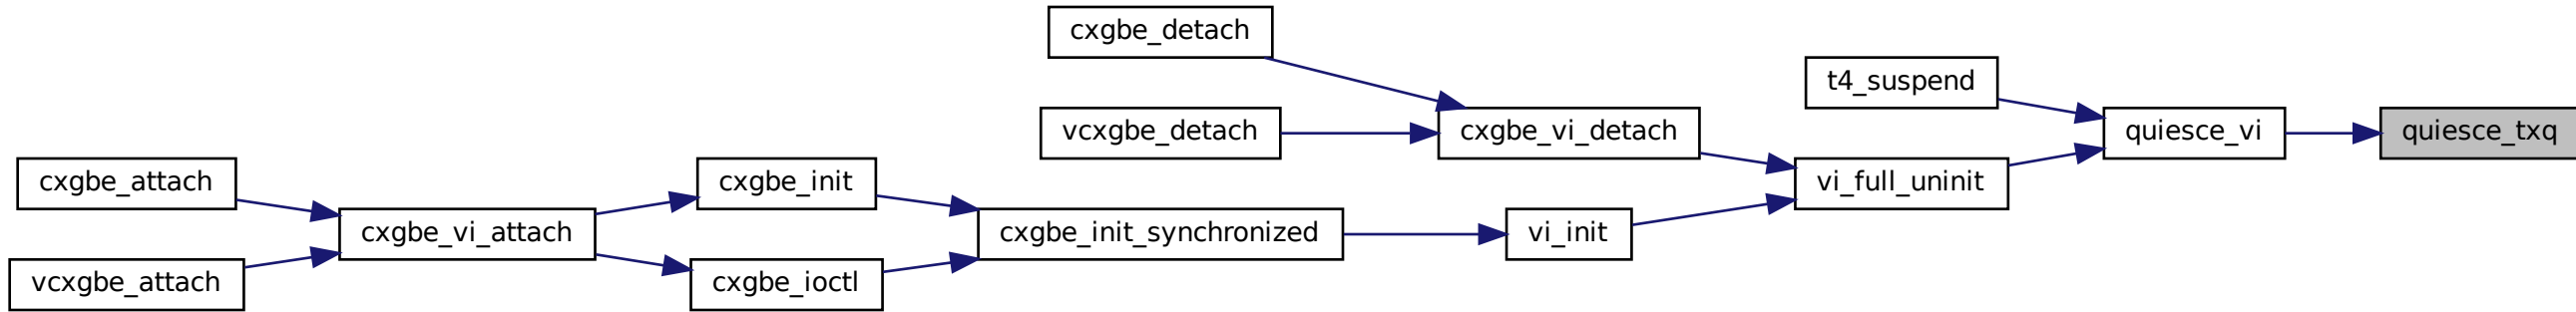 cxgbe_detach
t4_suspend
vcxgbe_detach
cxgbe_vi_detach
quiesce_vi
quiesce_txq
cxgbe_attach
cxgbe_init
vi_full_uninit
cxgbe_vi_attach
cxgbe_init_synchronized
vi_init
vcxgbe_attach
cxgbe_ioctl